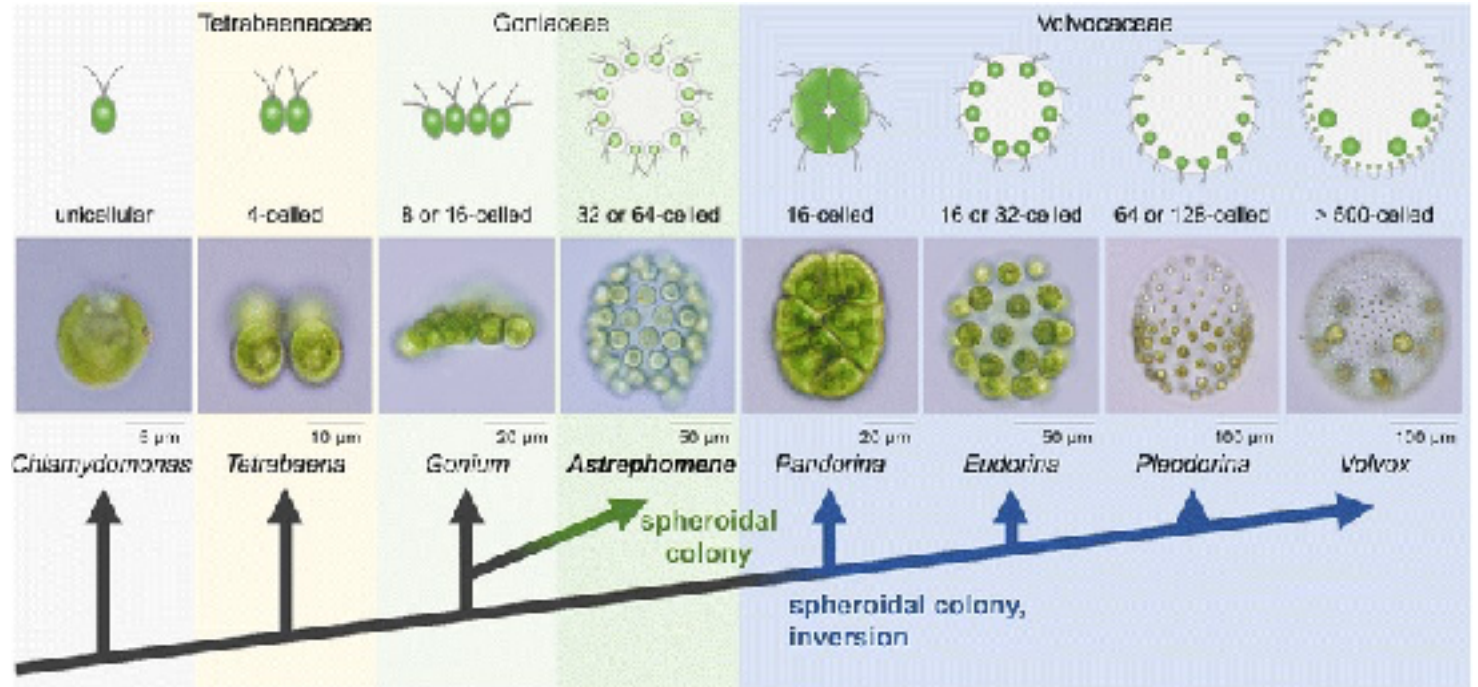 Tetrabaenaceae Goniaceae Volvocaceae
unicellular 4-celled 8 or 16-celled 32 or 64-celled 16-celled 16 or 32-celled 64 or 128-celled > 500-celled
5 µm 10 µm 20 µm 50 µm 20 µm 50 µm 100 µm 100 µm
Chlamydomonas Tetrabaena Gonium Astrephomene Pandorina Eudorina Pleodorina Volvox
spheroidal
colony
spheroidal colony,
inversion